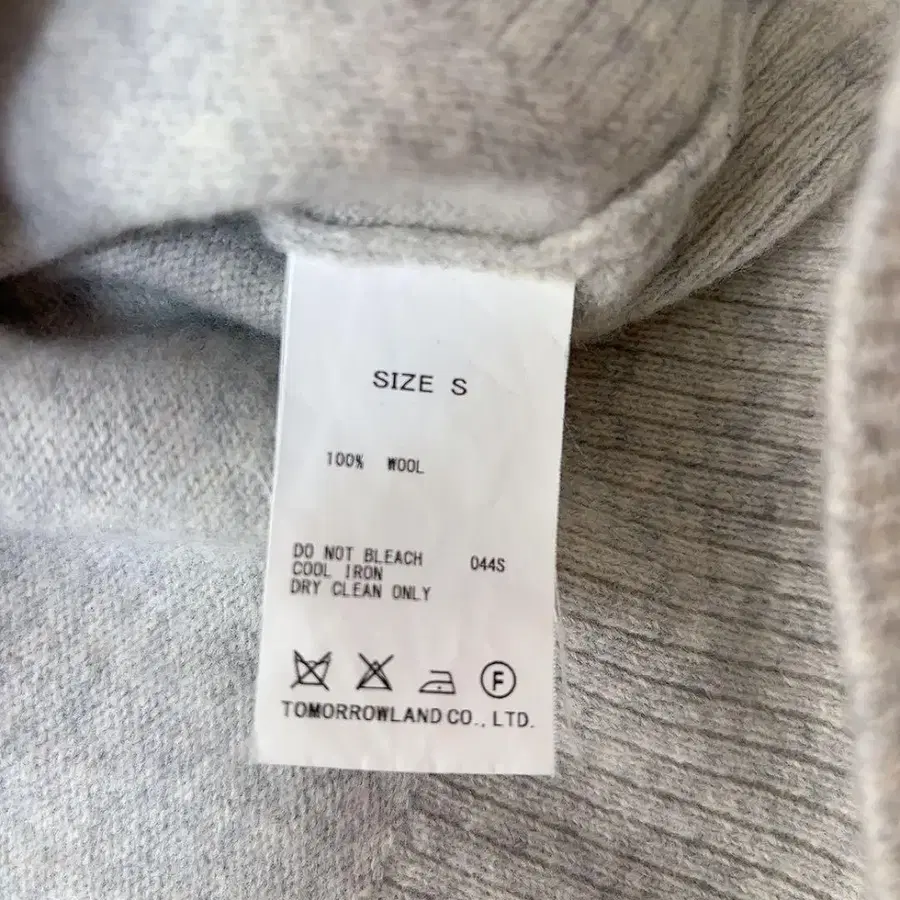 SIZE S
100% WOOL
DO NOT BLEACH 044S
COOL IRON
DRY CLEAN ONLY
F
TOMORROWLAND CO., LTD.